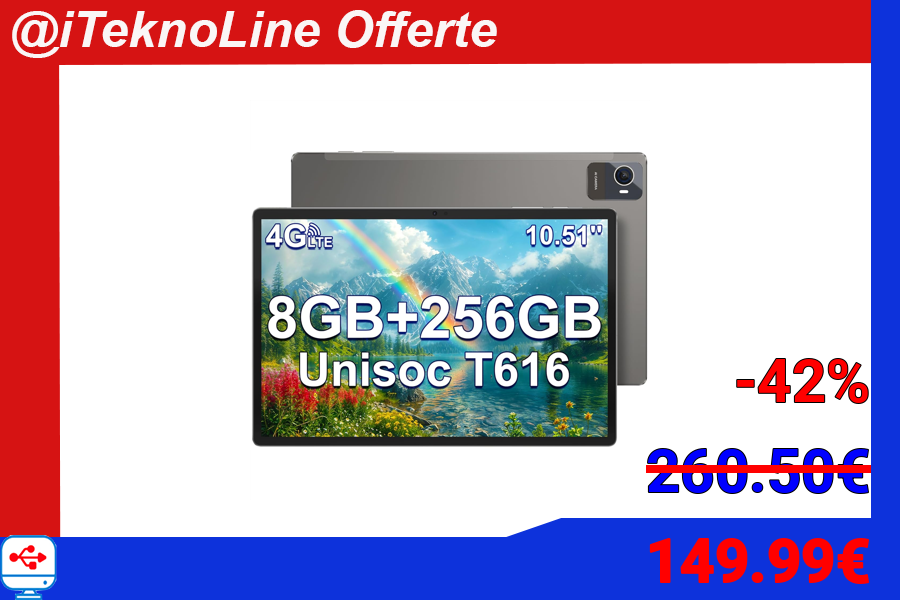 @iTeknoLine Offerte
4G LTE
10.51"
8GB+256GB
Unisoc T616
-42%
260.50€
149.99€